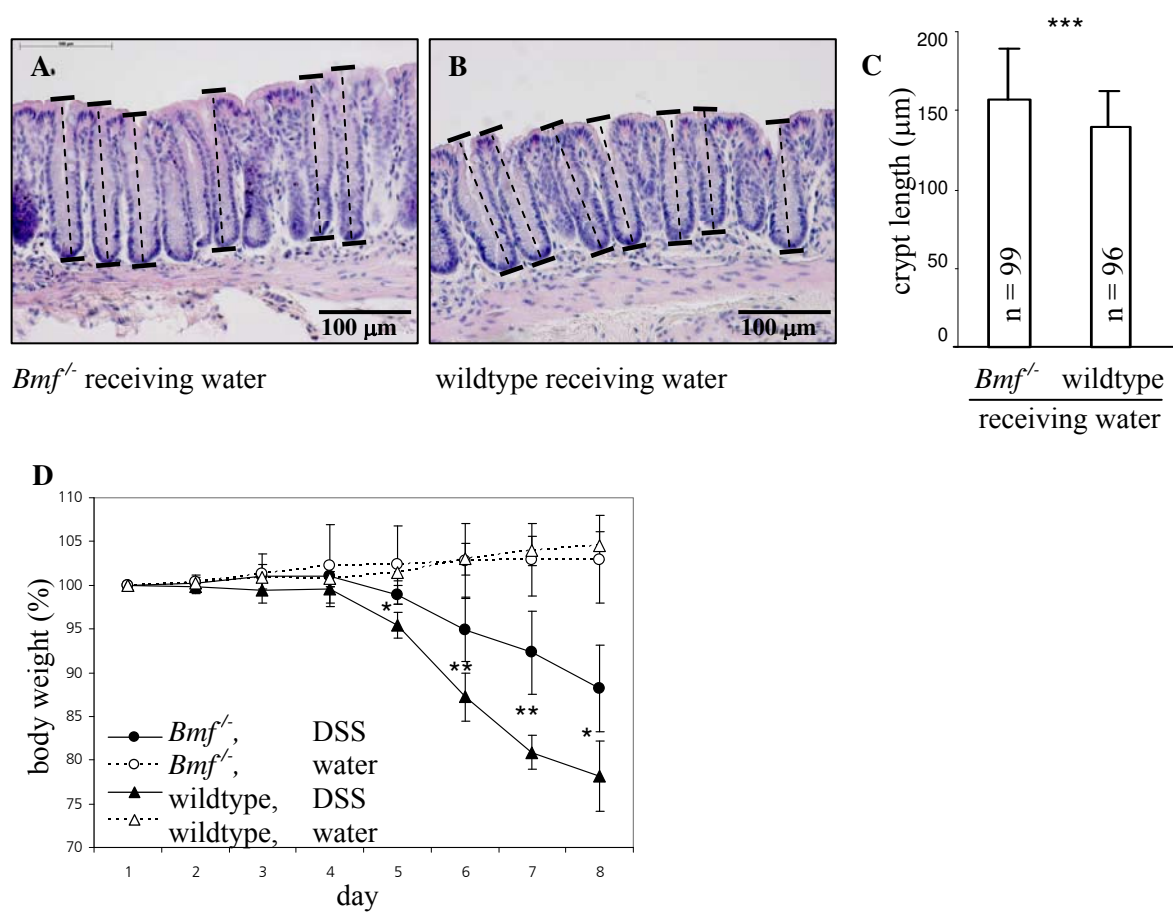 A
B
100 µm
100 µm
Bmf/- receiving water
wildtype receiving water
C
***
crypt length (µm)
200
150
100
50
0
n = 99
n = 96
Bmf/- wildtype
receiving water
D
body weight (%)
110
105
100
95
90
85
80
75
70
*
**
**
*
Bmf/-, DSS
Bmf/-, water
wildtype, DSS
wildtype, water
1 2 3 4 5 6 7 8
day